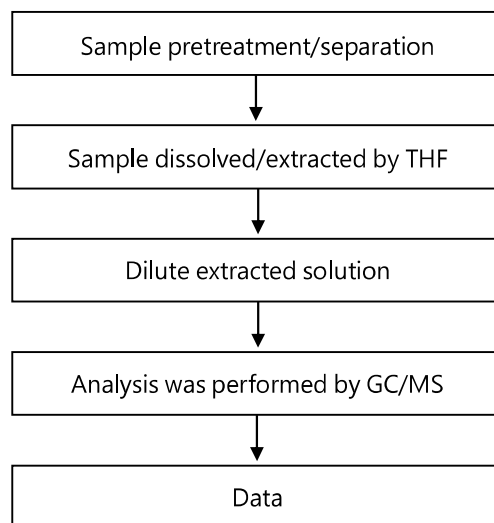 Sample pretreatment/separation
Sample dissolved/extracted by THF
Dilute extracted solution
Analysis was performed by GC/MS
Data